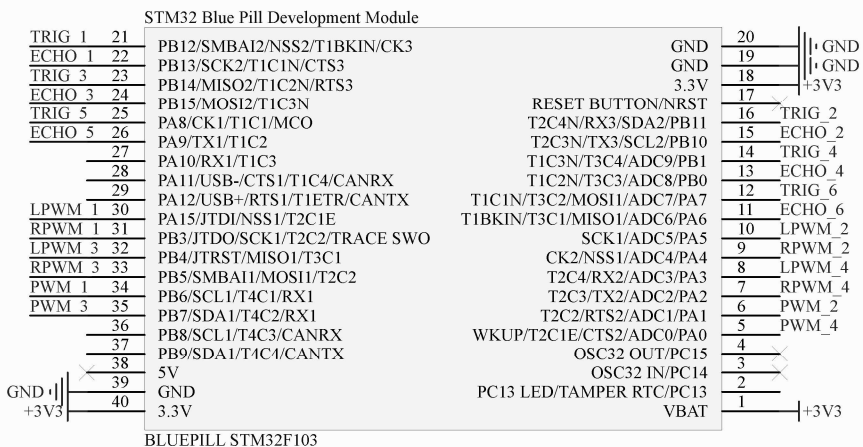 STM32 Blue Pill Development Module
TRIG_1 21 PB12/SMBAI2/NSS2/T1BKIN/CK3 GND 20 GND
ECHO_1 22 PB13/SCK2/T1C1N/CTS3 GND 19 GND
TRIG_3 23 PB14/MISO2/T1C2N/RTS3 3.3V 18 +3V3
ECHO_3 24 PB15/MOSI2/T1C3N RESET BUTTON/NRST 17
TRIG_5 25 PA8/CK1/T1C1/MCO T2C4N/RX3/SDA2/PB11 16 TRIG_2
ECHO_5 26 PA9/TX1/T1C2 T2C3N/TX3/SCL2/PB10 15 ECHO_2
27 PA10/RX1/T1C3 T1C3N/T3C4/ADC9/PB1 14 TRIG_4
28 PA11/USB-/CTS1/T1C4/CANRX T1C2N/T3C3/ADC8/PB0 13 ECHO_4
29 PA12/USB+/RTS1/T1ETR/CANTX T1C1N/T3C2/MOSI1/ADC7/PA7 12 TRIG_6
LPWM_1 30 PA15/JTDI/NSS1/T2C1E T1BKIN/T3C1/MISO1/ADC6/PA6 11 ECHO_6
RPWM_1 31 PB3/JTDO/SCK1/T2C2/TRACE SWO SCK1/ADC5/PA5 10 LPWM_2
LPWM_3 32 PB4/JTRST/MISO1/T3C1 CK2/NSS1/ADC4/PA4 9 RPWM_2
RPWM_3 33 PB5/SMBAI1/MOSI1/T2C2 T2C4/RX2/ADC3/PA3 8 LPWM_4
PWM_1 34 PB6/SCL1/T4C1/RX1 T2C3/TX2/ADC2/PA2 7 RPWM_4
PWM_3 35 PB7/SDA1/T4C2/RX1 T2C2/RTS2/ADC1/PA1 6 PWM_2
36 PB8/SCL1/T4C3/CANRX WKUP/T2C1E/CTS2/ADC0/PA0 5 PWM_4
37 PB9/SDA1/T4C4/CANTX OSC32 OUT/PC15 4
38 5V OSC32 IN/PC14 3
GND 39 GND PC13 LED/TAMPER RTC/PC13 2
+3V3 40 3.3V VBAT 1 +3V3
BLUEPILL STM32F103